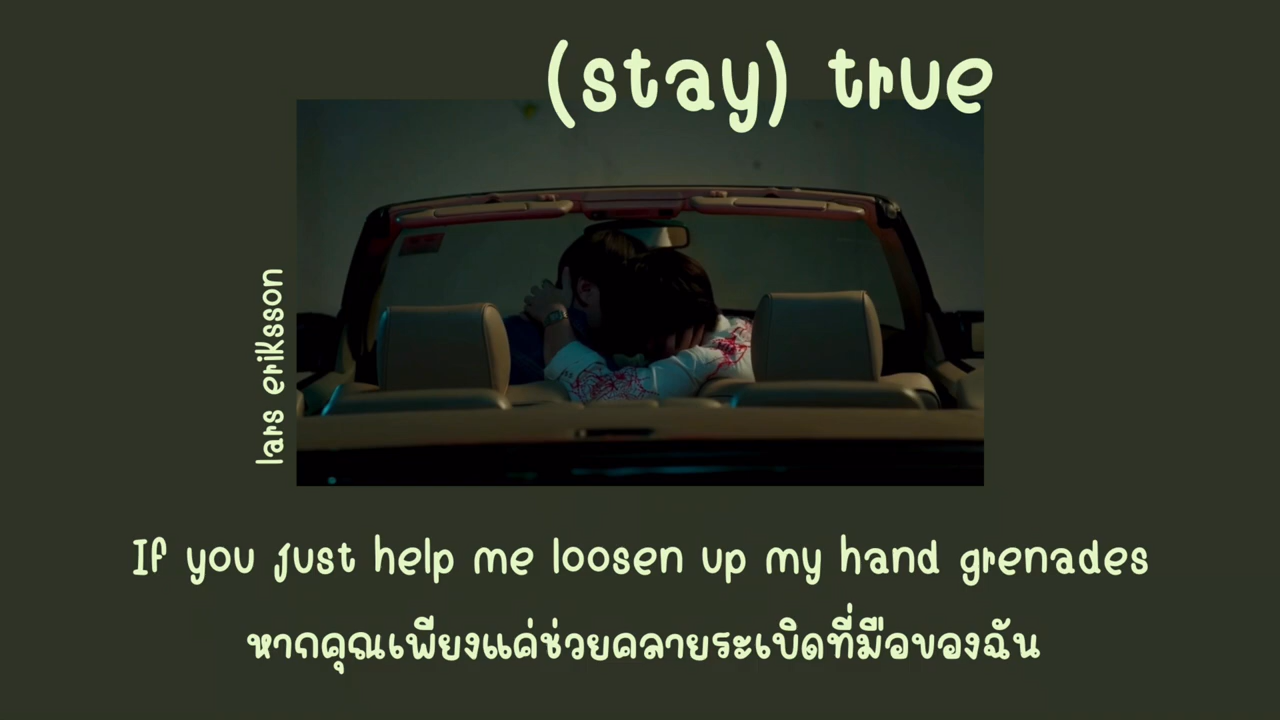 (stay) true
lars eriksson
If you just help me loosen up my hand grenades
หากคุณเพียงแค่ช่วยคลายระเบิดที่มือของฉัน